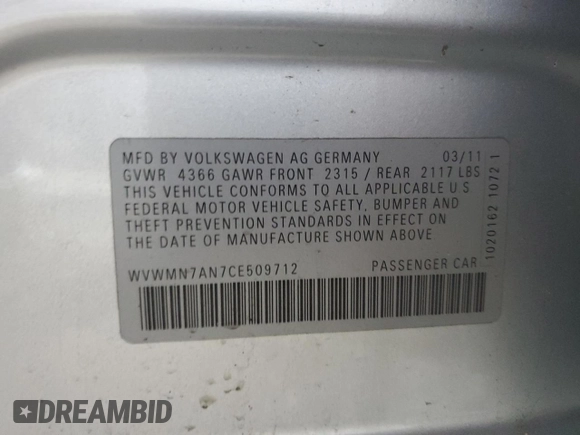 MFD BY VOLKSWAGEN AG GERMANY 03/11
GVWR 4366 GAWR FRONT 2315 / REAR 2117 LBS
THIS VEHICLE CONFORMS TO ALL APPLICABLE U S
FEDERAL MOTOR VEHICLE SAFETY, BUMPER AND
THEFT PREVENTION STANDARDS IN EFFECT ON
THE DATE OF MANUFACTURE SHOWN ABOVE.
WVWMN7AN7CE509712 PASSENGER CAR
1020162 1072 1
DREAMBID